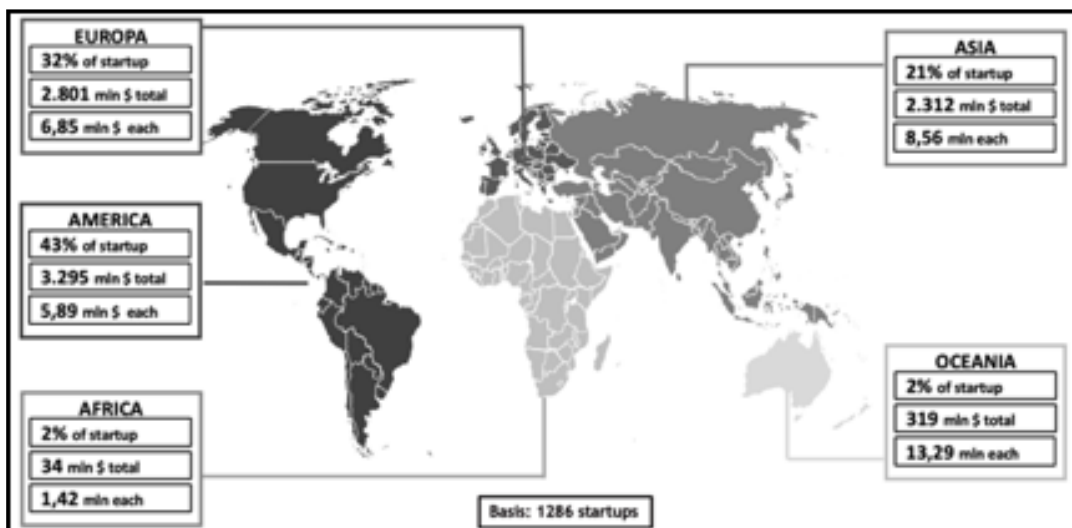 EUROPA
32% of startup
2.801 mln $ total
6,85 mln $ each
AMERICA
43% of startup
3.295 mln $ total
5,89 mln $ each
AFRICA
2% of startup
34 mln $ total
1,42 mln each
ASIA
21% of startup
2.312 mln $ total
8,56 mln each
OCEANIA
2% of startup
319 mln $ total
13,29 mln each
Basis: 1286 startups